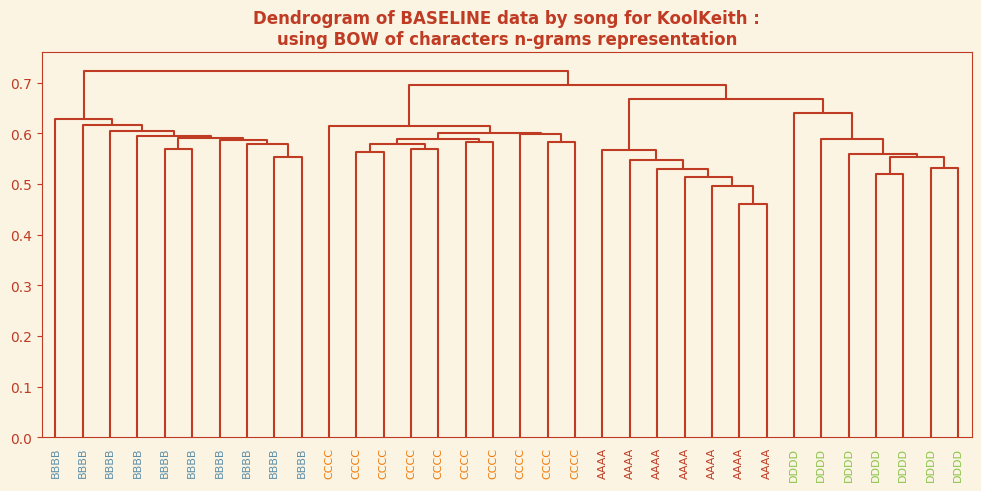 Dendrogram of BASELINE data by song for KoolKeith :
using BOW of characters n-grams representation
0.7
0.6
0.5
0.4
0.3
0.2
0.1
0.0
BBBB
BBBB
BBBB
BBBB
BBBB
BBBB
BBBB
BBBB
BBBB
BBBB
CCCC
CCCC
CCCC
CCCC
CCCC
CCCC
CCCC
CCCC
CCCC
CCCC
AAAA
AAAA
AAAA
AAAA
AAAA
AAAA
AAAA
DDDD
DDDD
DDDD
DDDD
DDDD
DDDD
DDDD